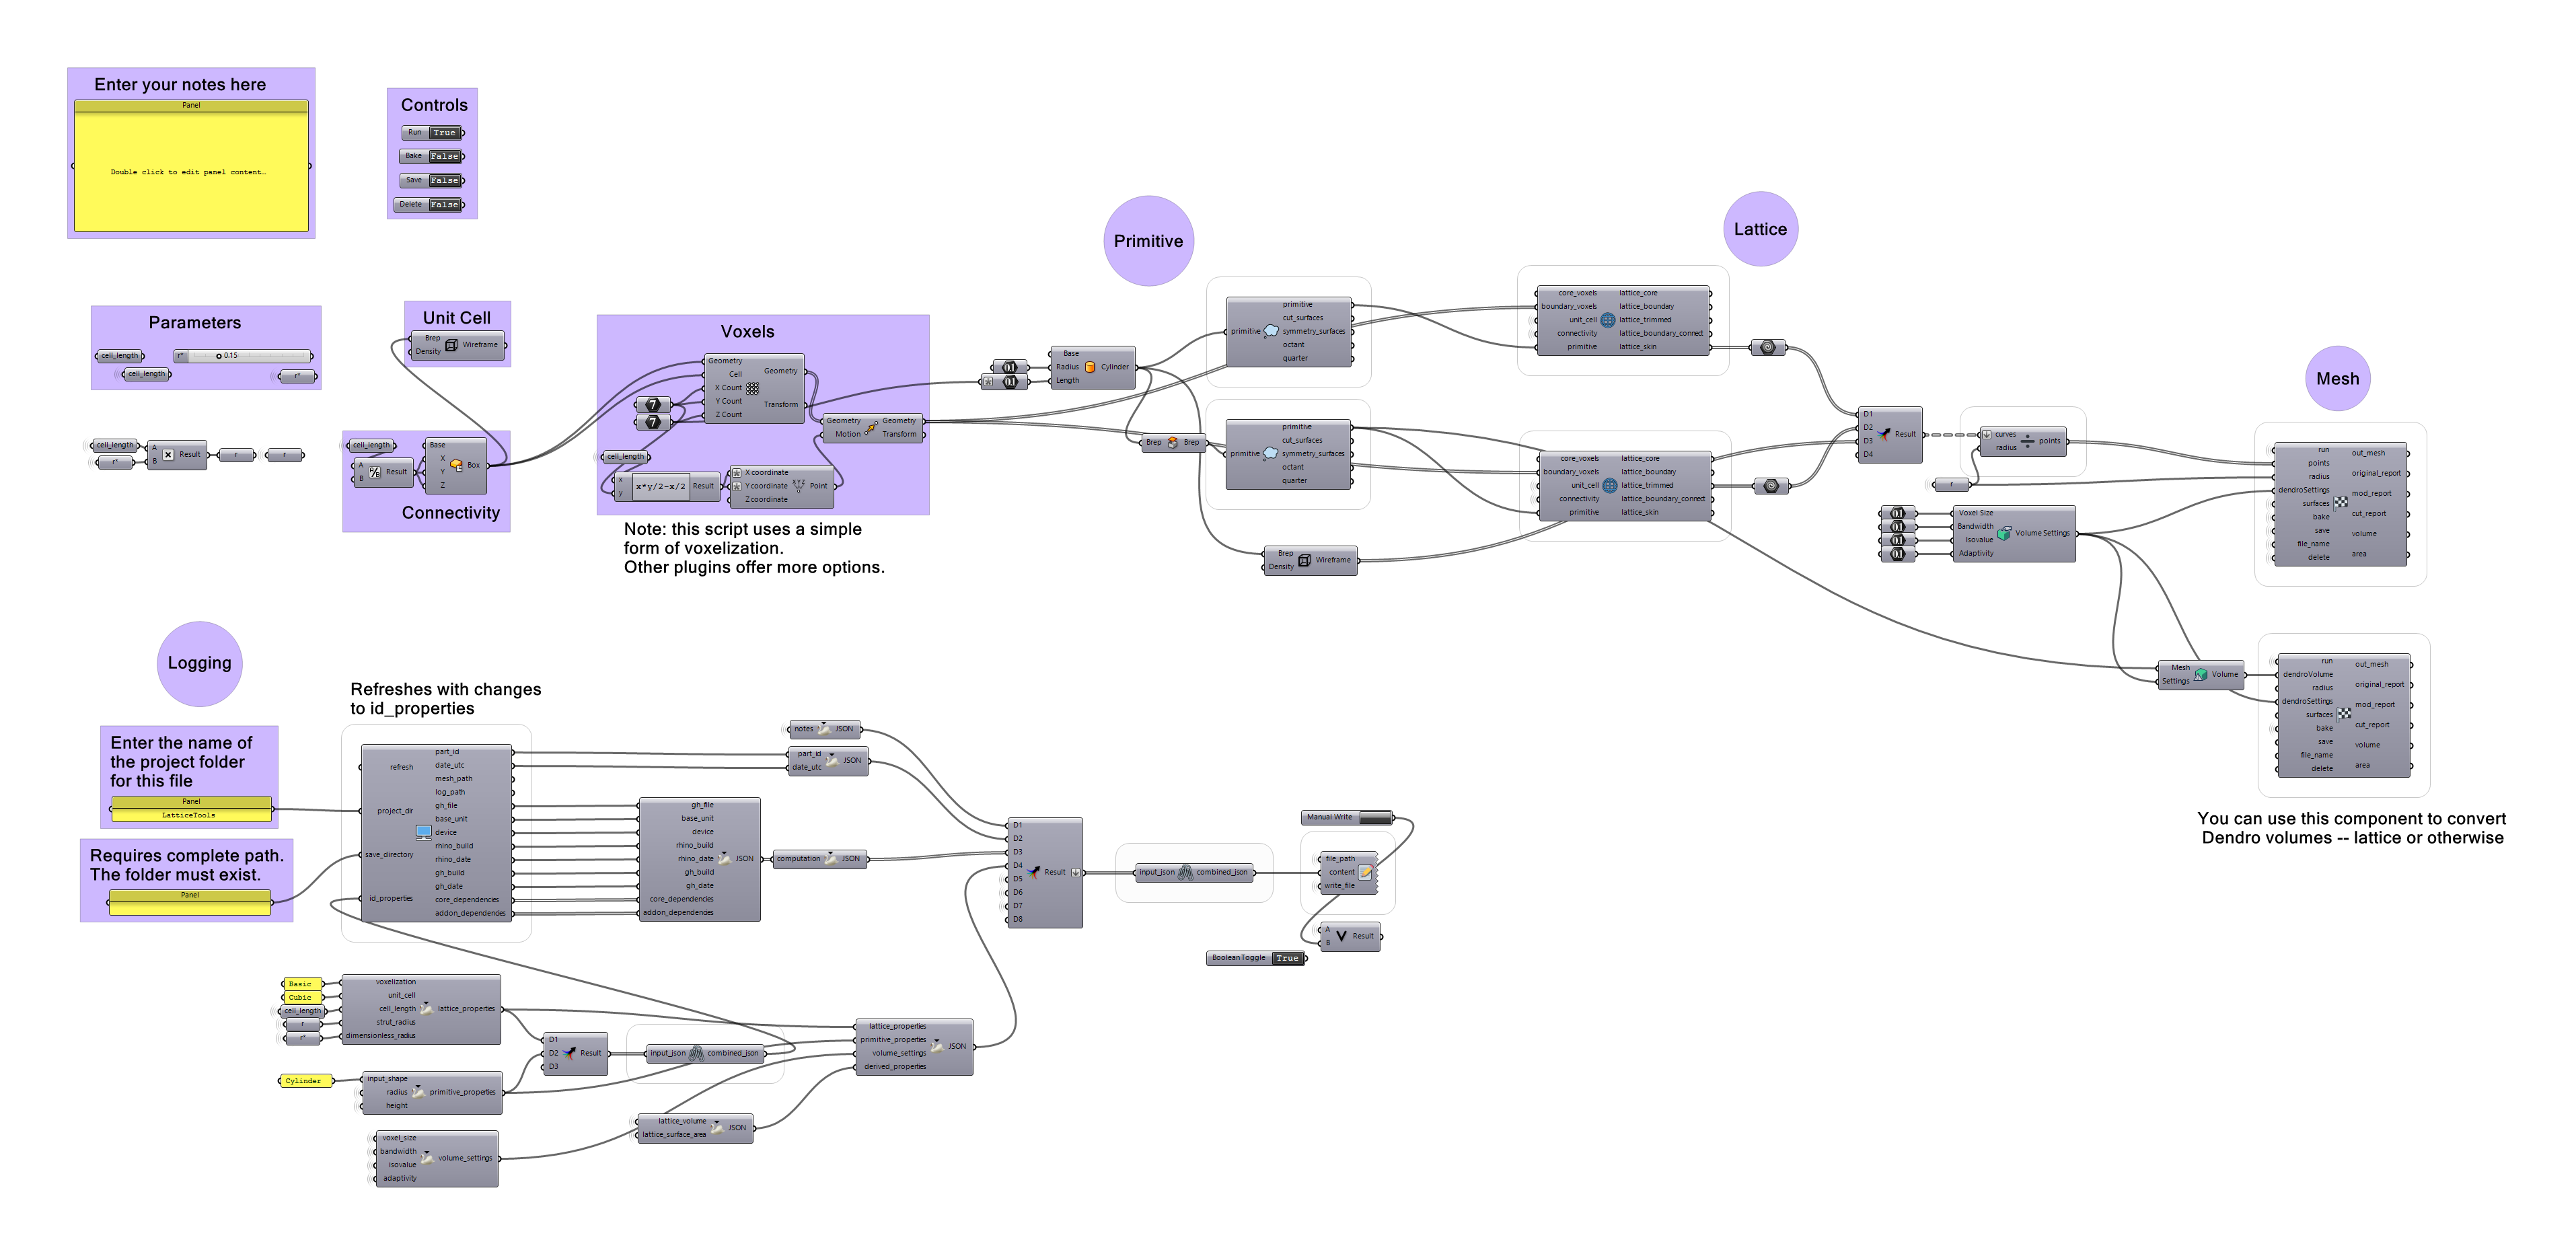 Enter your notes here
Panel
Double click to edit panel content…
Controls
Run True
Bake False
Save False
Delete False
Parameters
cell_length
r* 0.15
cell_length
r*
cell_length
r*
A
B
Result
r
r
Unit Cell
Brep
Density
Wireframe
cell_length
A
B
A/B
Result
Base
X
Y
Z
Box
Connectivity
Voxels
Geometry
Cell
X Count
Y Count
Z Count
Geometry
Transform
7
7
Geometry
Motion
Geometry
Transform
cell_length
x
y
x*y/2-x/2
Result
X coordinate
Y coordinate
Z coordinate
XYZ
Point
Note: this script uses a simple
form of voxelization.
Other plugins offer more options.
Primitive
0.1
0.1
Base
Radius
Length
Cylinder
primitive
primitive
cut_surfaces
symmetry_surfaces
octant
quarter
Brep
Brep
primitive
primitive
cut_surfaces
symmetry_surfaces
octant
quarter
Brep
Density
Wireframe
Lattice
core_voxels
boundary_voxels
unit_cell
connectivity
primitive
lattice_core
lattice_boundary
lattice_trimmed
lattice_boundary_connect
lattice_skin
core_voxels
boundary_voxels
unit_cell
connectivity
primitive
lattice_core
lattice_boundary
lattice_trimmed
lattice_boundary_connect
lattice_skin
D1
D2
D3
D4
Result
curves
radius
points
r
0.1
0.1
0.1
0.1
Voxel Size
Bandwidth
Isovalue
Adaptivity
Volume Settings
Mesh
run
points
radius
dendroSettings
surfaces
bake
save
file_name
delete
out_mesh
original_report
mod_report
cut_report
volume
area
Mesh
Settings
Volume
run
dendroVolume
radius
dendroSettings
surfaces
bake
save
file_name
delete
out_mesh
original_report
mod_report
cut_report
volume
area
You can use this component to convert
Dendro volumes -- lattice or otherwise
Logging
Enter the name of
the project folder
for this file
Panel
LatticeTools
Requires complete path.
The folder must exist.
Panel
Refreshes with changes
to id_properties
refresh
project_dir
save_directory
id_properties
part_id
date_utc
mesh_path
log_path
gh_file
base_unit
device
rhino_build
rhino_date
gh_build
gh_date
core_dependencies
addon_dependendes
gh_file
base_unit
device
rhino_build
rhino_date
gh_build
gh_date
core_dependencies
addon_dependendes
JSON
notes
JSON
part_id
date_utc
JSON
computation
JSON
D1
D2
D3
D4
D5
D6
D7
D8
Result
input_json
combined_json
Manual Write
file_path
content
write_file
A
B
Result
Boolean Toggle True
Basic
Cubic
cell_length
r
r*
voxelization
unit_cell
cell_length
strut_radius
dimensionless_radius
lattice_properties
Cylinder
input_shape
radius
height
primitive_properties
voxel_size
bandwidth
isovalue
adaptivity
volume_settings
D1
D2
D3
Result
input_json
combined_json
lattice_volume
lattice_surface_area
JSON
lattice_properties
primitive_properties
volume_settings
derived_properties
JSON